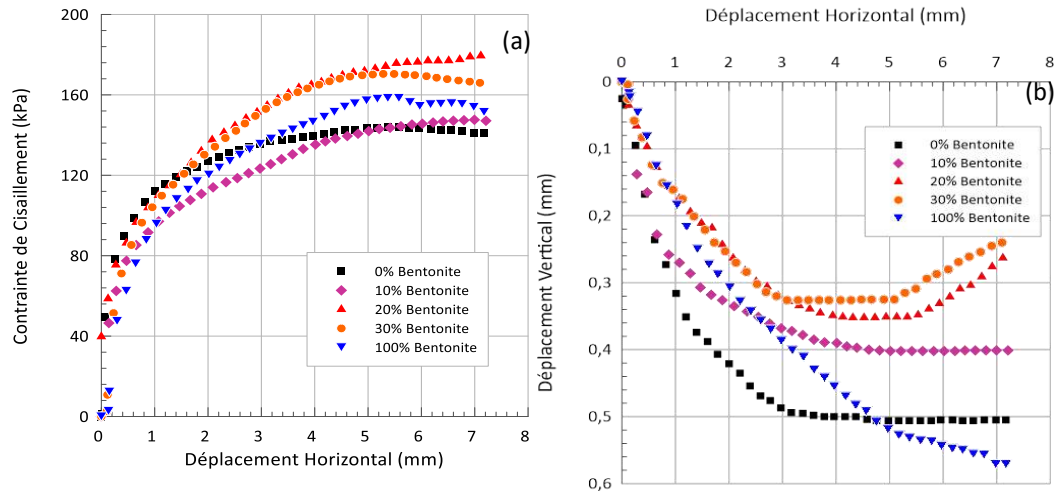 (a)
Contrainte de Cisaillement (kPa)
200
160
120
80
40
0
0% Bentonite
10% Bentonite
20% Bentonite
30% Bentonite
100% Bentonite
0 1 2 3 4 5 6 7 8
Déplacement Horizontal (mm)
Déplacement Horizontal (mm)
0 1 2 3 4 5 6 7 8
(b)
Déplacement Vertical (mm)
0
0,1
0,2
0,3
0,4
0,5
0,6
0% Bentonite
10% Bentonite
20% Bentonite
30% Bentonite
100% Bentonite